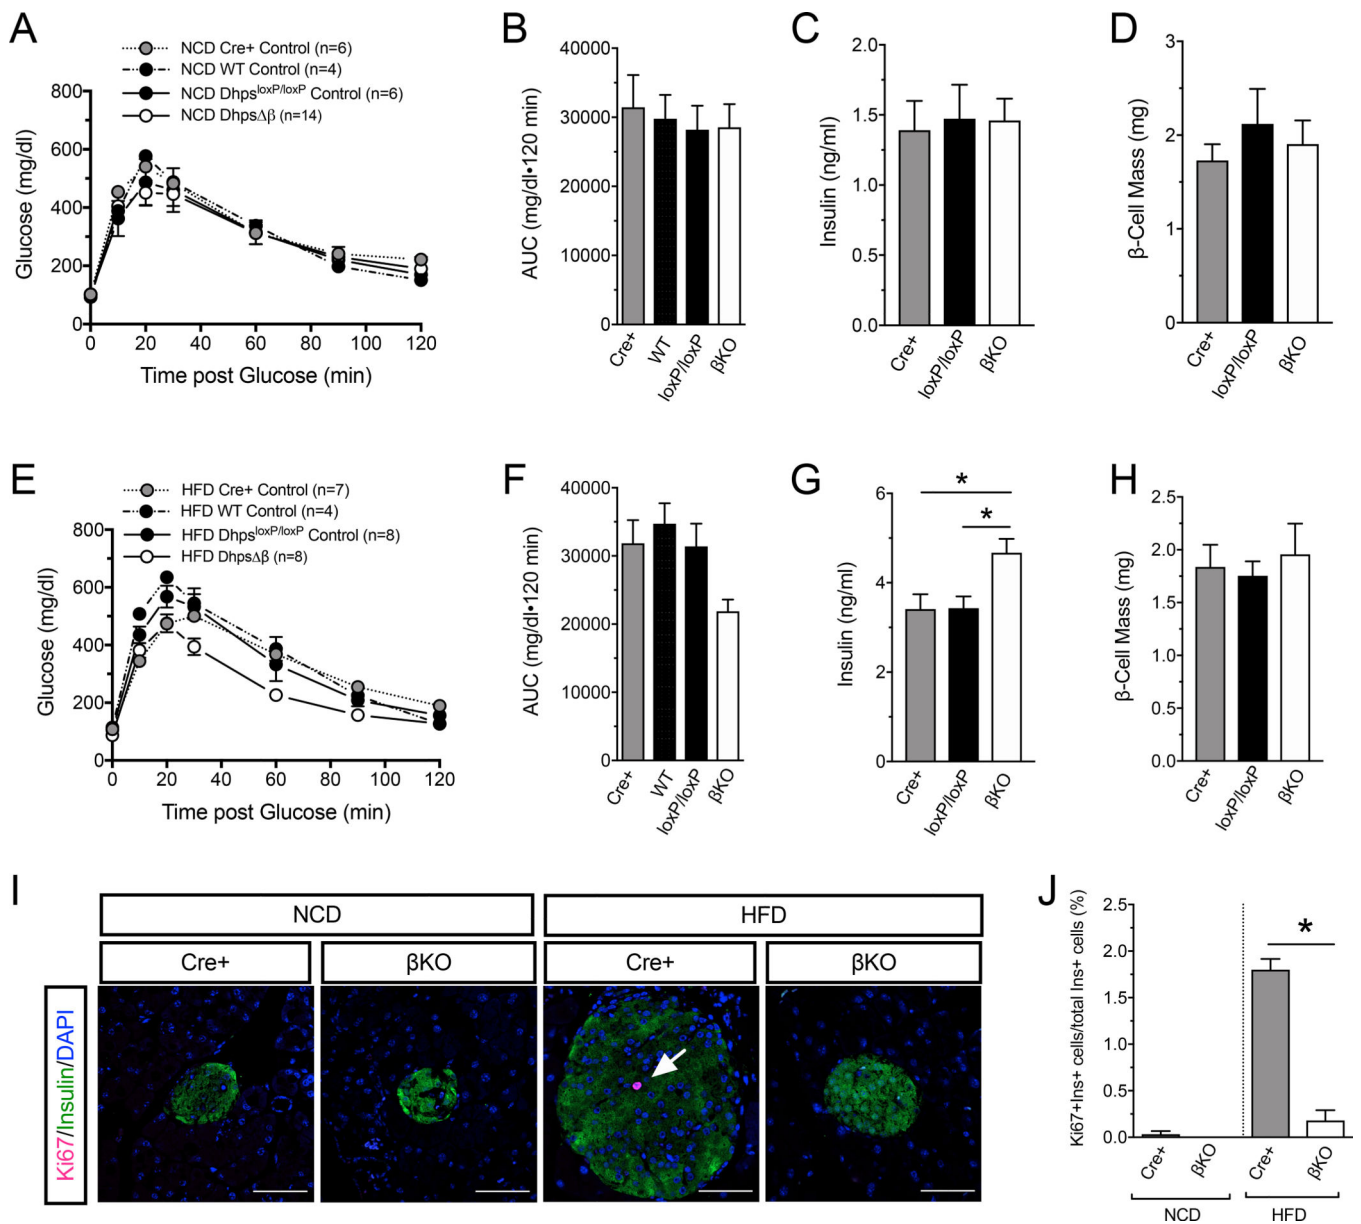 A
NCD Cre+ Control (n=6)
NCD WT Control (n=4)
NCD Dhps^loxP/loxP Control (n=6)
NCD DhpsΔβ (n=14)
Glucose (mg/dl)
800
600
400
200
0
0 20 40 60 80 100 120
Time post Glucose (min)
B
AUC (mg/dl•120 min)
40000
30000
20000
10000
0
Cre+ WT loxP/loxP βKO
C
Insulin (ng/ml)
2.0
1.5
1.0
0.5
0.0
Cre+ loxP/loxP βKO
D
β-Cell Mass (mg)
3
2
1
0
Cre+ loxP/loxP βKO
E
HFD Cre+ Control (n=7)
HFD WT Control (n=4)
HFD Dhps^loxP/loxP Control (n=8)
HFD DhpsΔβ (n=8)
Glucose (mg/dl)
800
600
400
200
0
0 20 40 60 80 100 120
Time post Glucose (min)
F
AUC (mg/dl•120 min)
40000
30000
20000
10000
0
Cre+ WT loxP/loxP βKO
G
Insulin (ng/ml)
6
4
2
0
* 
*
Cre+ loxP/loxP βKO
H
β-Cell Mass (mg)
2.5
2.0
1.5
1.0
0.5
0.0
Cre+ loxP/loxP βKO
I
NCD HFD
Cre+ βKO Cre+ βKO
Ki67/Insulin/DAPI
J
Ki67+Ins+ cells/total Ins+ cells (%)
2.5
2.0
1.5
1.0
0.5
0.0
*
Cre+ βKO Cre+ βKO
NCD HFD